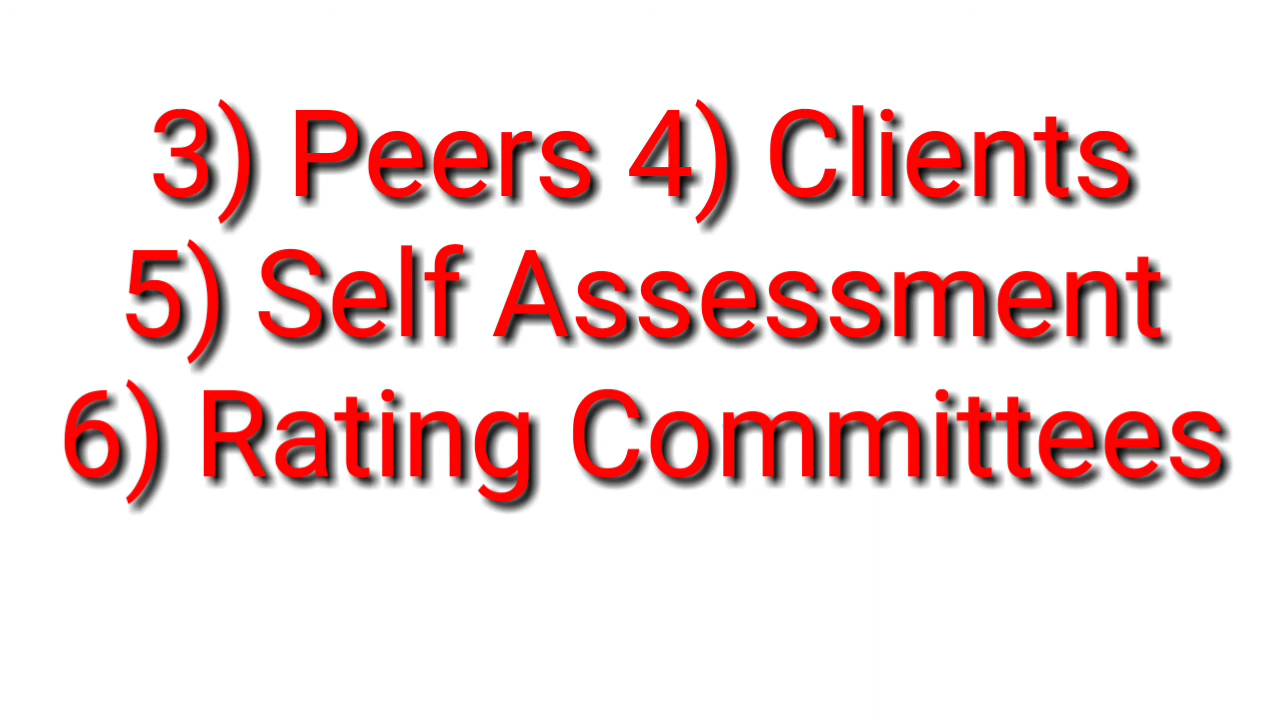 3) Peers 4) Clients
5) Self Assessment
6) Rating Committees